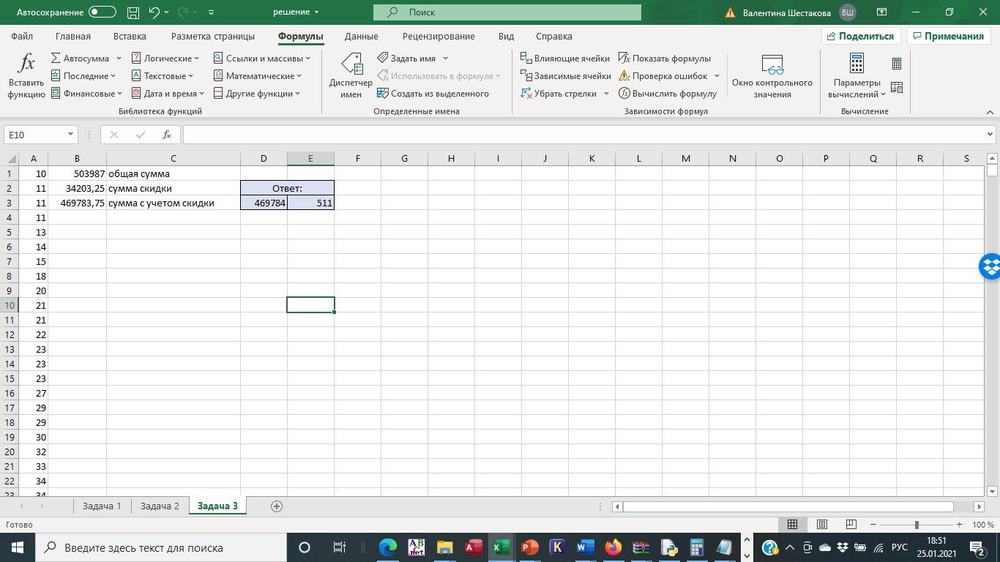 Автосохранение решение Поиск Валентина Шестакова ВШ
Файл Главная Вставка Разметка страницы Формулы Данные Рецензирование Вид Справка Поделиться Примечания
fx Вставить функцию
Автосумма Логические Ссылки и массивы
Последние Текстовые Математические
Финансовые Дата и время Другие функции
Библиотека функций
Диспетчер имен
Задать имя
Использовать в формуле
Создать из выделенного
Определенные имена
Влияющие ячейки Показать формулы
Зависимые ячейки Проверка ошибок
Убрать стрелки Вычислить формулу
Зависимости формул
Окно контрольного значения
Параметры вычислений
Вычисление
E10 fx
A B C D E F G H I J K L M N O P Q R S
1 10 503987 общая сумма
2 11 34203,25 сумма скидки Ответ:
3 11 469783,75 сумма с учетом скидки 469784 511
4 11
5 13
6 14
7 15
8 18
9 20
10 21
11 21
12 22
13 23
14 23
15 23
16 27
17 29
18 29
19 30
20 32
21 33
22 34
23 34
Задача 1 Задача 2 Задача 3
Готово 100 %
Введите здесь текст для поиска РУС 18:51
25.01.2021 2